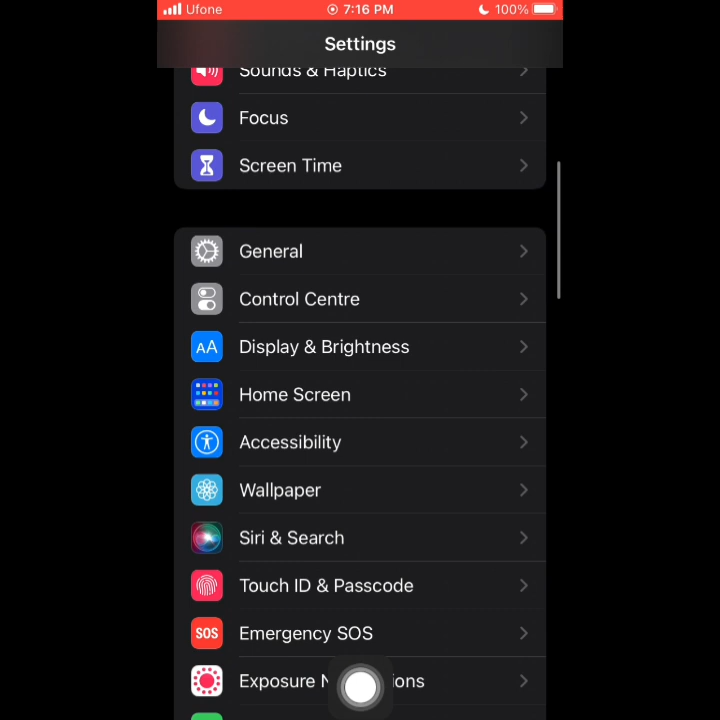 Ufone 7:16 PM 100%
Settings
Sounds & Haptics
Focus
Screen Time
General
Control Centre
AA Display & Brightness
Home Screen
Accessibility
Wallpaper
Siri & Search
Touch ID & Passcode
SOS Emergency SOS
Exposure N ions